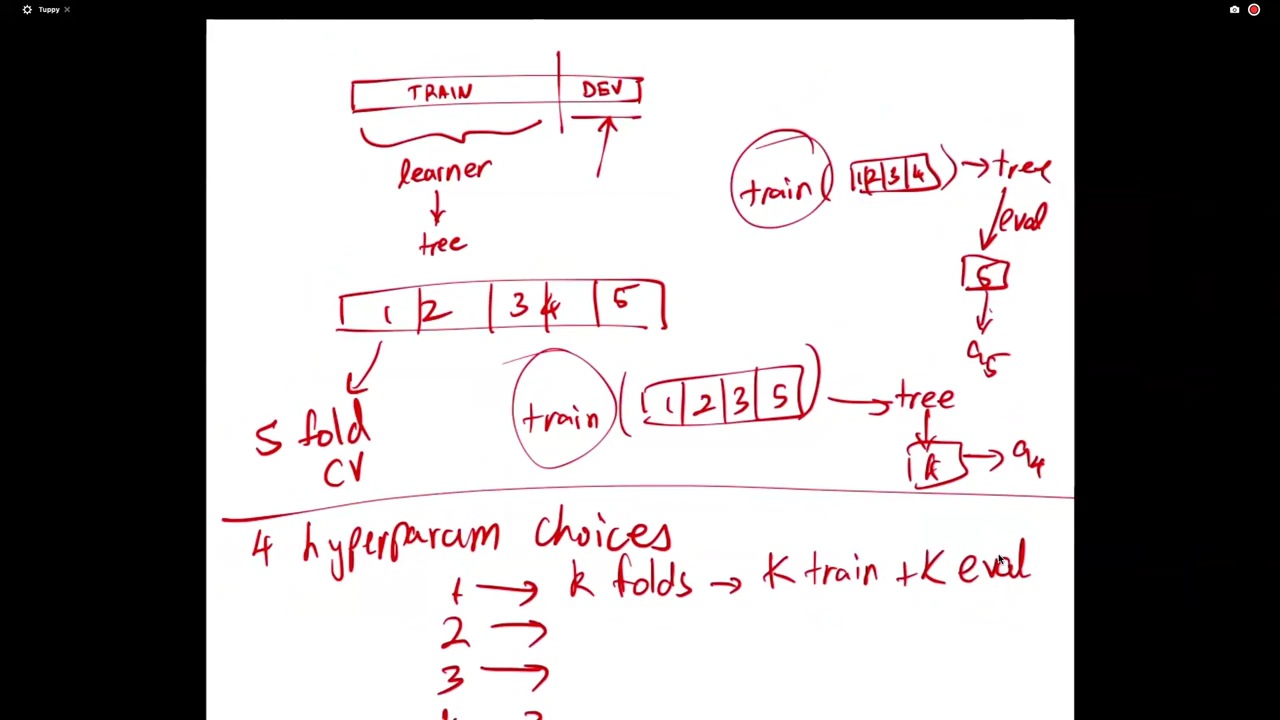 Tuppy
TRAIN DEV
learner
tree
train ( 1 2 3 4 ) → tree
eval
5
a5
1 2 3 4 5
5 fold
CV
train ( 1 2 3 5 ) → tree
4 → a4
4 hyperparam choices
1 → k folds → K train + K eval
2 →
3 →